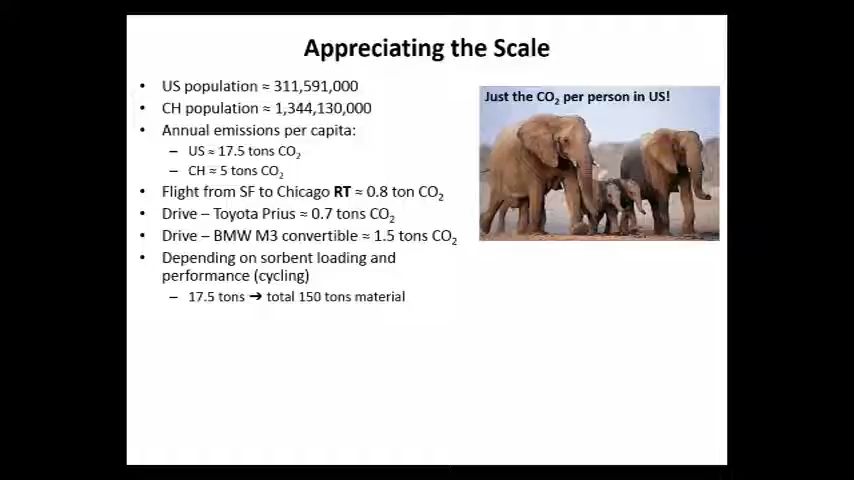 Appreciating the Scale
• US population ≈ 311,591,000
• CH population ≈ 1,344,130,000
• Annual emissions per capita:
– US ≈ 17.5 tons CO₂
– CH ≈ 5 tons CO₂
• Flight from SF to Chicago RT ≈ 0.8 ton CO₂
• Drive – Toyota Prius ≈ 0.7 tons CO₂
• Drive – BMW M3 convertible ≈ 1.5 tons CO₂
• Depending on sorbent loading and
performance (cycling)
– 17.5 tons ➔ total 150 tons material
Just the CO₂ per person in US!